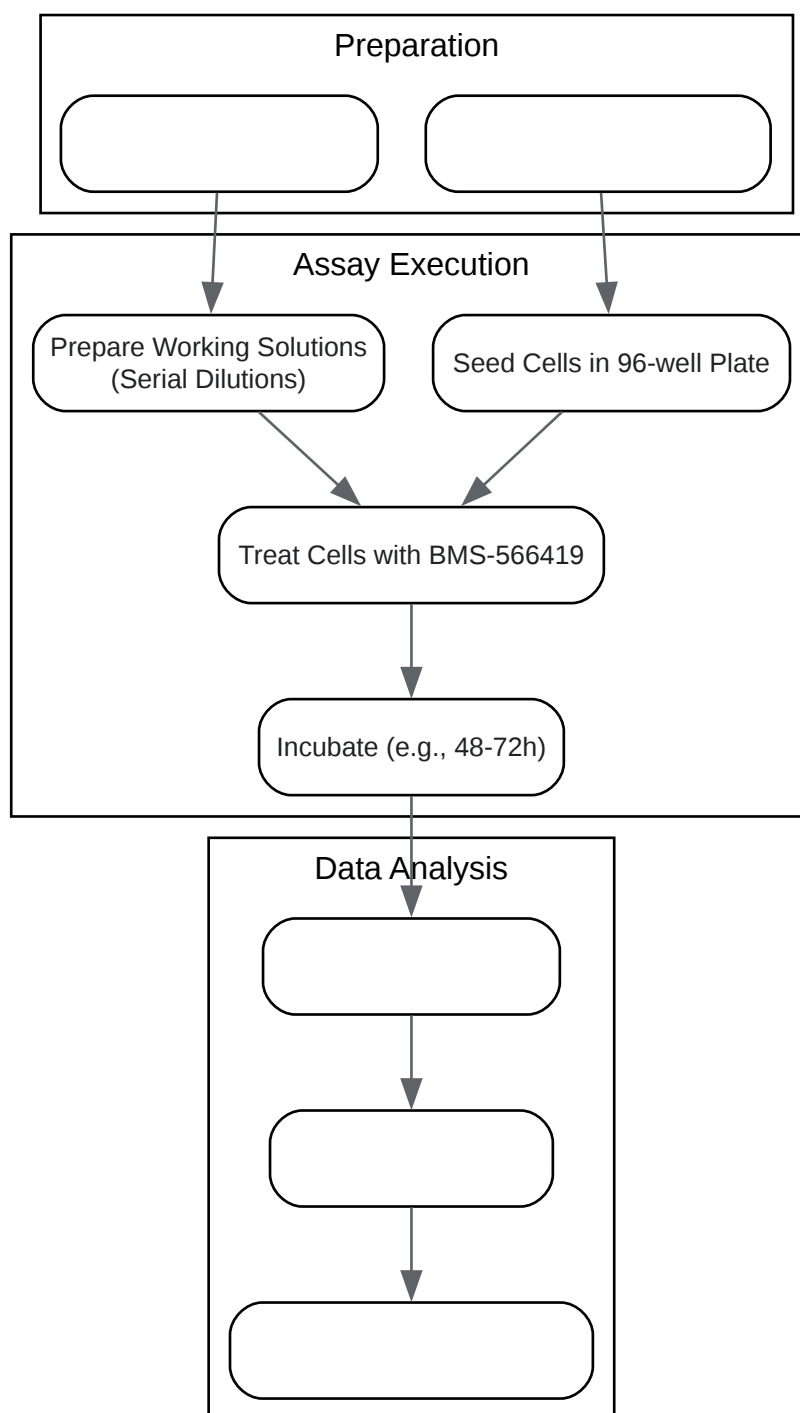 Preparation
Assay Execution
Prepare Working Solutions
(Serial Dilutions)
Seed Cells in 96-well Plate
Treat Cells with BMS-566419
Incubate (e.g., 48-72h)
Data Analysis